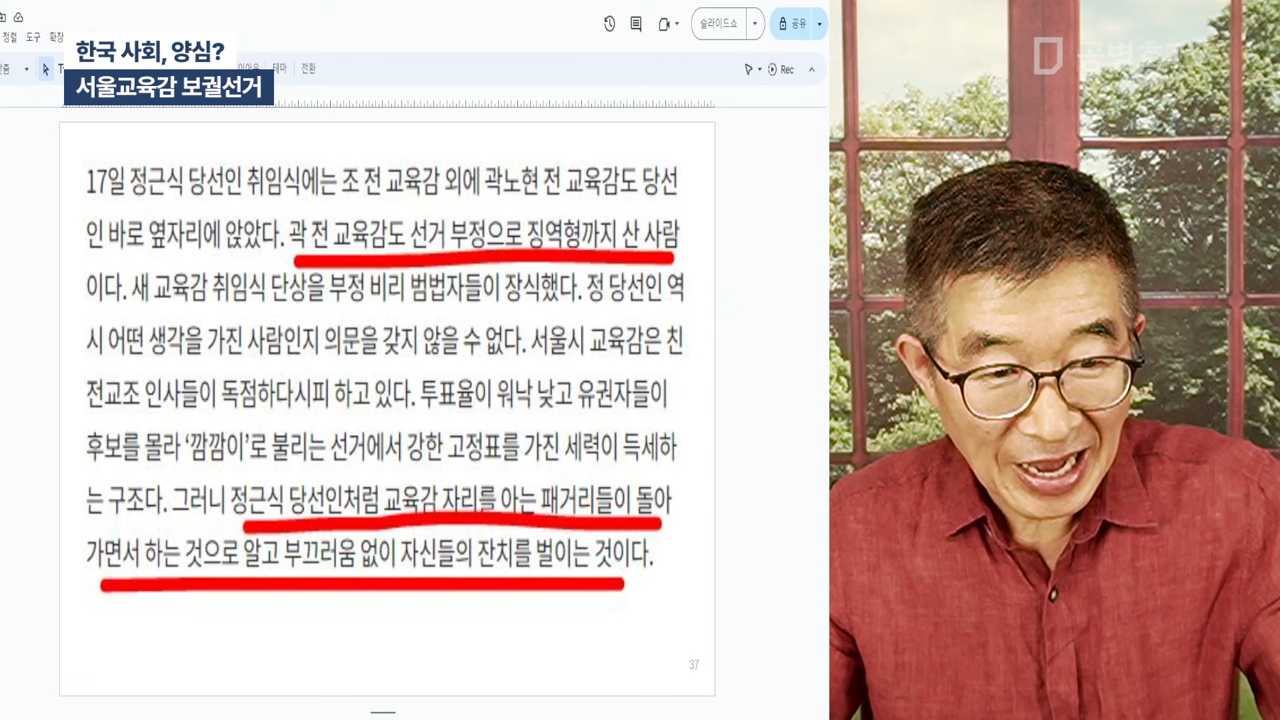 정렬 도구 확장
슬라이드쇼
공유
한국 사회, 양심?
서울교육감 보궐선거
테마
전환
Rec
17일 정근식 당선인 취임식에는 조 전 교육감 외에 곽노현 전 교육감도 당선
인 바로 옆자리에 앉았다. 곽 전 교육감도 선거 부정으로 징역형까지 산 사람
이다. 새 교육감 취임식 단상을 부정 비리 범법자들이 장식했다. 정 당선인 역
시 어떤 생각을 가진 사람인지 의문을 갖지 않을 수 없다. 서울시 교육감은 친
전교조 인사들이 독점하다시피 하고 있다. 투표율이 워낙 낮고 유권자들이
후보를 몰라 ‘깜깜이’로 불리는 선거에서 강한 고정표를 가진 세력이 득세하
는 구조다. 그러니 정근식 당선인처럼 교육감 자리를 아는 패거리들이 돌아
가면서 하는 것으로 알고 부끄러움 없이 자신들의 잔치를 벌이는 것이다.
37